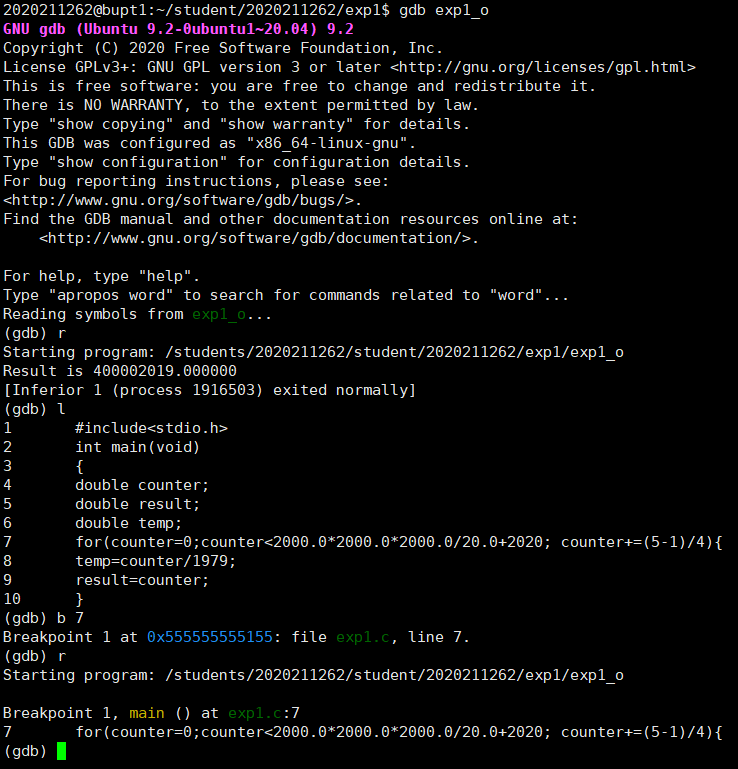 2020211262@bupt1:~/student/2020211262/exp1$ gdb exp1_o
GNU gdb (Ubuntu 9.2-0ubuntu1~20.04) 9.2
Copyright (C) 2020 Free Software Foundation, Inc.
License GPLv3+: GNU GPL version 3 or later <http://gnu.org/licenses/gpl.html>
This is free software: you are free to change and redistribute it.
There is NO WARRANTY, to the extent permitted by law.
Type "show copying" and "show warranty" for details.
This GDB was configured as "x86_64-linux-gnu".
Type "show configuration" for configuration details.
For bug reporting instructions, please see:
<http://www.gnu.org/software/gdb/bugs/>.
Find the GDB manual and other documentation resources online at:
    <http://www.gnu.org/software/gdb/documentation/>.

For help, type "help".
Type "apropos word" to search for commands related to "word"...
Reading symbols from exp1_o...
(gdb) r
Starting program: /students/2020211262/student/2020211262/exp1/exp1_o
Result is 400002019.000000
[Inferior 1 (process 1916503) exited normally]
(gdb) l
1       #include<stdio.h>
2       int main(void)
3       {
4       double counter;
5       double result;
6       double temp;
7       for(counter=0;counter<2000.0*2000.0*2000.0/20.0+2020; counter+=(5-1)/4){
8       temp=counter/1979;
9       result=counter;
10      }
(gdb) b 7
Breakpoint 1 at 0x555555555155: file exp1.c, line 7.
(gdb) r
Starting program: /students/2020211262/student/2020211262/exp1/exp1_o

Breakpoint 1, main () at exp1.c:7
7       for(counter=0;counter<2000.0*2000.0*2000.0/20.0+2020; counter+=(5-1)/4){
(gdb)